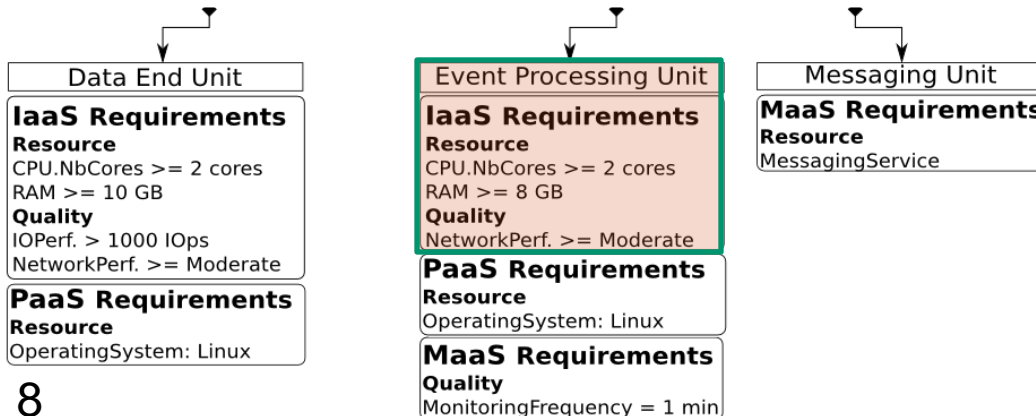 Data End Unit
IaaS Requirements
Resource
CPU.NbCores >= 2 cores
RAM >= 10 GB
Quality
IOPerf. > 1000 IOps
NetworkPerf. >= Moderate
PaaS Requirements
Resource
OperatingSystem: Linux
8
Event Processing Unit
IaaS Requirements
Resource
CPU.NbCores >= 2 cores
RAM >= 8 GB
Quality
NetworkPerf. >= Moderate
PaaS Requirements
Resource
OperatingSystem: Linux
MaaS Requirements
Quality
MonitoringFrequency = 1 min
Messaging Unit
MaaS Requirements
Resource
MessagingService